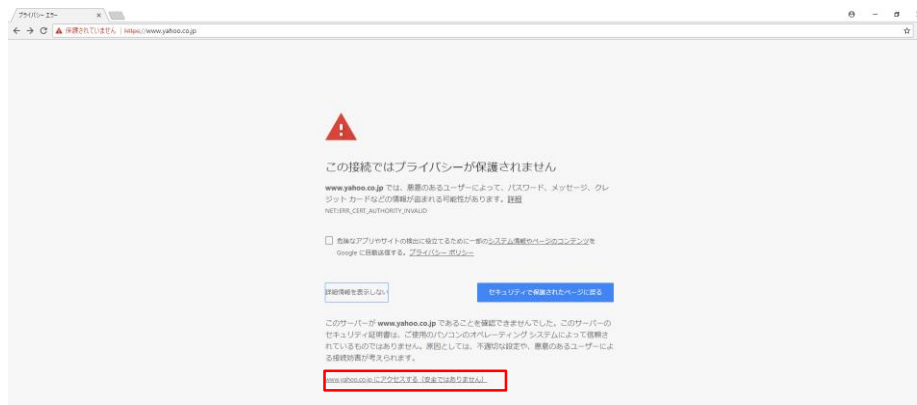 プライバシー エラー
保護されていません | https://www.yahoo.co.jp
この接続ではプライバシーが保護されません
www.yahoo.co.jp では、悪意のあるユーザーによって、パスワード、メッセージ、クレ
ジット カードなどの情報が盗まれる可能性があります。詳細
NET::ERR_CERT_AUTHORITY_INVALID
危険なアプリやサイトの検出に役立てるために一部のシステム情報やページのコンテンツを
Google に自動送信する。プライバシー ポリシー
詳細情報を表示しない
セキュリティで保護されたページに戻る
このサーバーが www.yahoo.co.jp であることを確認できませんでした。このサーバーの
セキュリティ証明書は、ご使用のパソコンのオペレーティング システムによって信頼さ
れているものではありません。原因としては、不適切な設定や、悪意のあるユーザーによ
る接続妨害が考えられます。
www.yahoo.co.jp にアクセスする（安全ではありません）